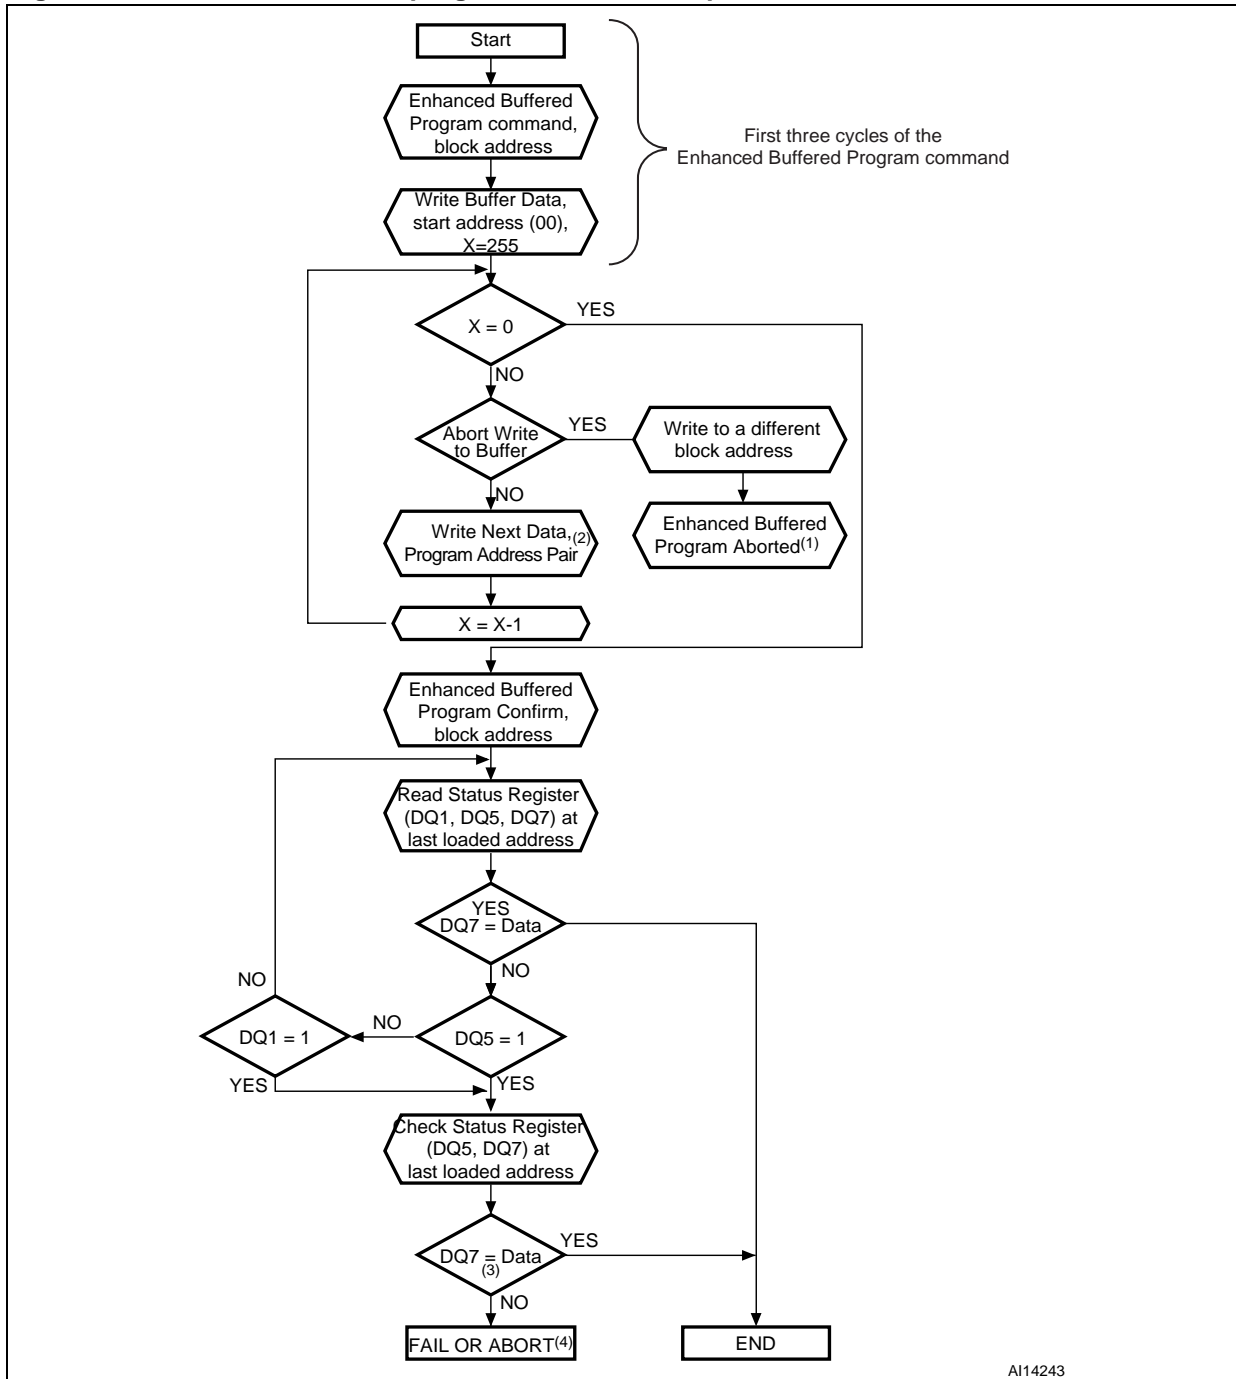 Start
Enhanced Buffered
Program command,
block address
First three cycles of the
Enhanced Buffered Program command
Write Buffer Data,
start address (00),
X=255
X = 0
YES
NO
Abort Write
to Buffer
YES
Write to a different
block address
NO
Write Next Data,(2)
Program Address Pair
Enhanced Buffered
Program Aborted(1)
X = X-1
Enhanced Buffered
Program Confirm,
block address
Read Status Register
(DQ1, DQ5, DQ7) at
last loaded address
YES
DQ7 = Data
NO
NO
DQ1 = 1
NO
DQ5 = 1
YES
YES
Check Status Register
(DQ5, DQ7) at
last loaded address
DQ7 = Data
(3)
YES
NO
FAIL OR ABORT(4)
END
AI14243